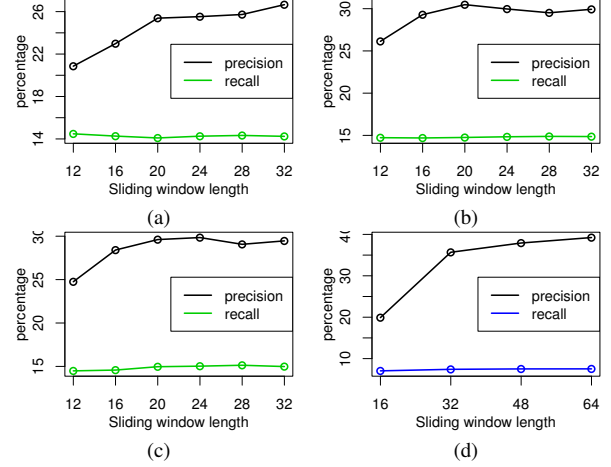 percentage
26
22
18
14
precision
recall
12 16 20 24 28 32
Sliding window length
(a)
percentage
30
25
20
15
precision
recall
12 16 20 24 28 32
Sliding window length
(b)
percentage
30
25
20
15
precision
recall
12 16 20 24 28 32
Sliding window length
(c)
percentage
40
30
20
10
precision
recall
16 32 48 64
Sliding window length
(d)